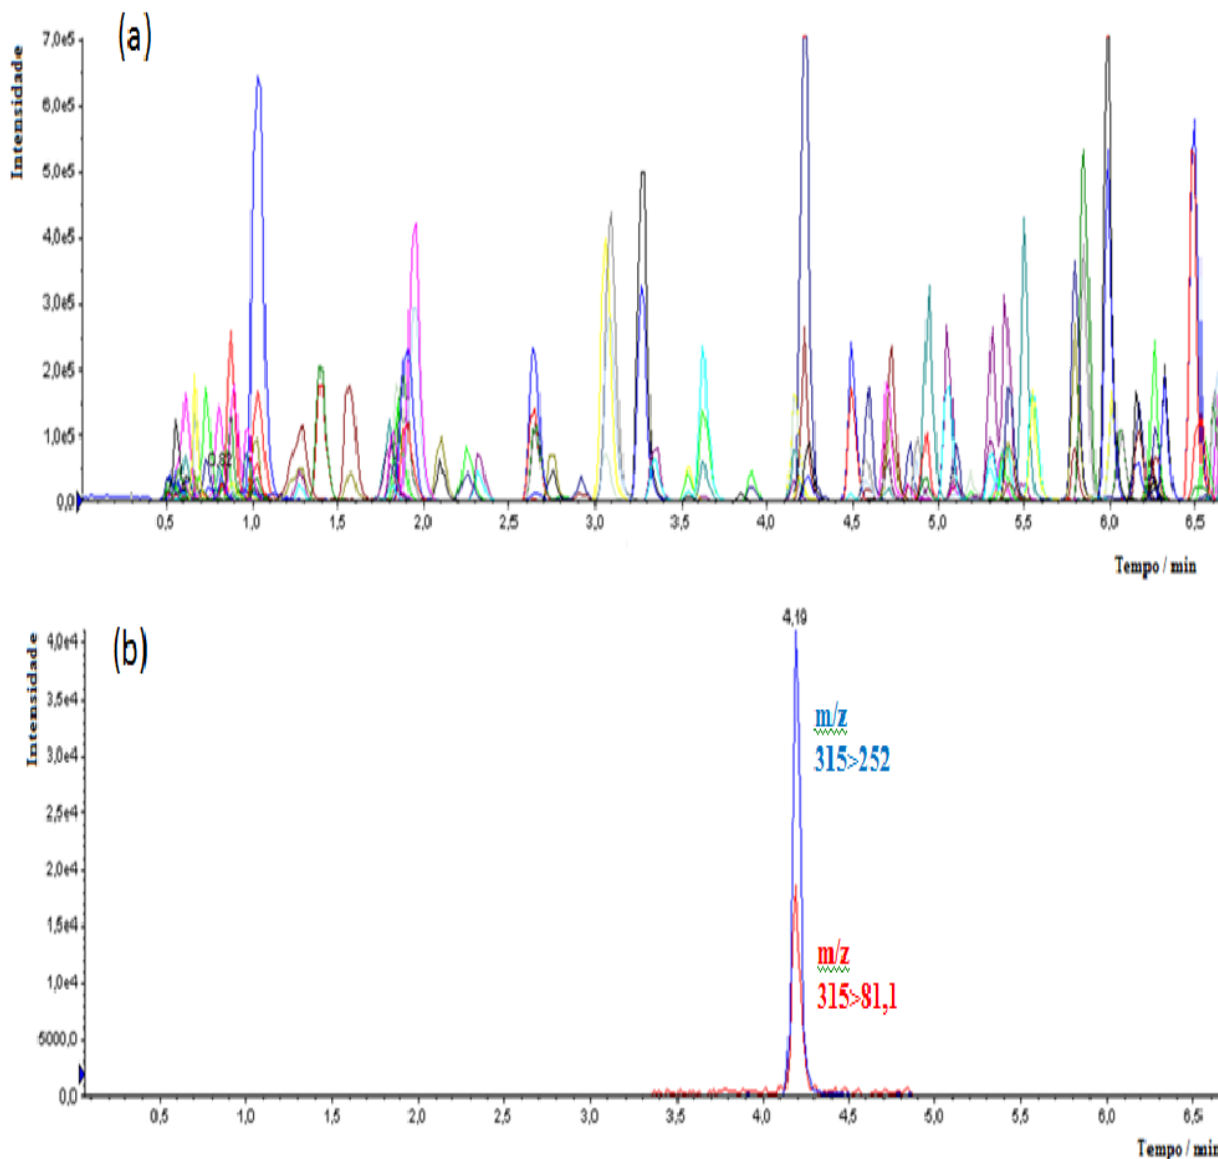 (a)
Intensidade
7,0e5
6,0e5
5,0e5
4,0e5
3,0e5
2,0e5
1,0e5
0,0
0,5 1,0 1,5 2,0 2,5 3,0 3,5 4,0 4,5 5,0 5,5 6,0 6,5
Tempo / min
(b)
Intensidade
4,19
4,0e4
3,5e4
3,0e4
2,5e4
2,0e4
1,5e4
1,0e4
5000,0
0,0
m/z
315>252
m/z
315>81,1
0,5 1,0 1,5 2,0 2,5 3,0 3,5 4,0 4,5 5,0 5,5 6,0 6,5
Tempo / min